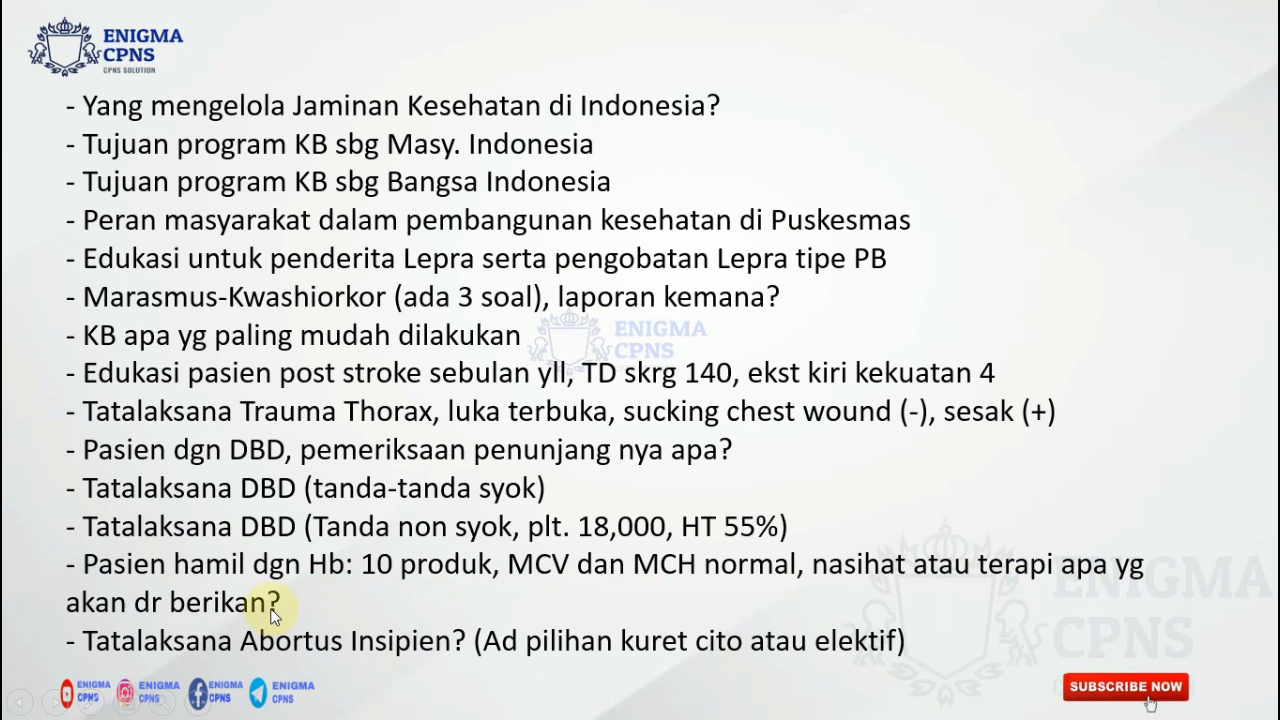 ENIGMA
CPNS
CPNS SOLUTION
- Yang mengelola Jaminan Kesehatan di Indonesia?
- Tujuan program KB sbg Masy. Indonesia
- Tujuan program KB sbg Bangsa Indonesia
- Peran masyarakat dalam pembangunan kesehatan di Puskesmas
- Edukasi untuk penderita Lepra serta pengobatan Lepra tipe PB
- Marasmus-Kwashiorkor (ada 3 soal), laporan kemana?
- KB apa yg paling mudah dilakukan
ENIGMA
CPNS
- Edukasi pasien post stroke sebulan yll, TD skrg 140, ekst kiri kekuatan 4
- Tatalaksana Trauma Thorax, luka terbuka, sucking chest wound (-), sesak (+)
- Pasien dgn DBD, pemeriksaan penunjang nya apa?
- Tatalaksana DBD (tanda-tanda syok)
- Tatalaksana DBD (Tanda non syok, plt. 18,000, HT 55%)
- Pasien hamil dgn Hb: 10 produk, MCV dan MCH normal, nasihat atau terapi apa yg
akan dr berikan?
ENIGMA
CPNS
- Tatalaksana Abortus Insipien? (Ad pilihan kuret cito atau elektif)
ENIGMA CPNS
ENIGMA CPNS
ENIGMA CPNS
ENIGMA CPNS
SUBSCRIBE NOW